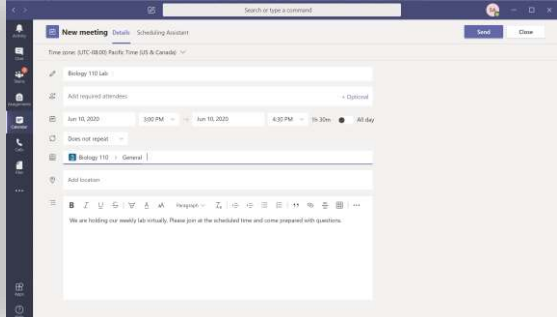 Search or type a command
New meeting Details Scheduling Assistant Send Close
Time zone: (UTC-08:00) Pacific Time (US & Canada)
Biology 110 Lab
Add required attendees + Optional
Jun 10, 2020 3:00 PM Jun 10, 2020 4:30 PM 1h 30m All day
Does not repeat
Biology 110 > General
Add location
B I U S Paragraph
We are holding our weekly lab virtually. Please join at the scheduled time and come prepared with questions.
Activity
Chat
Teams
Assignments
Calendar
Calls
Files
Apps